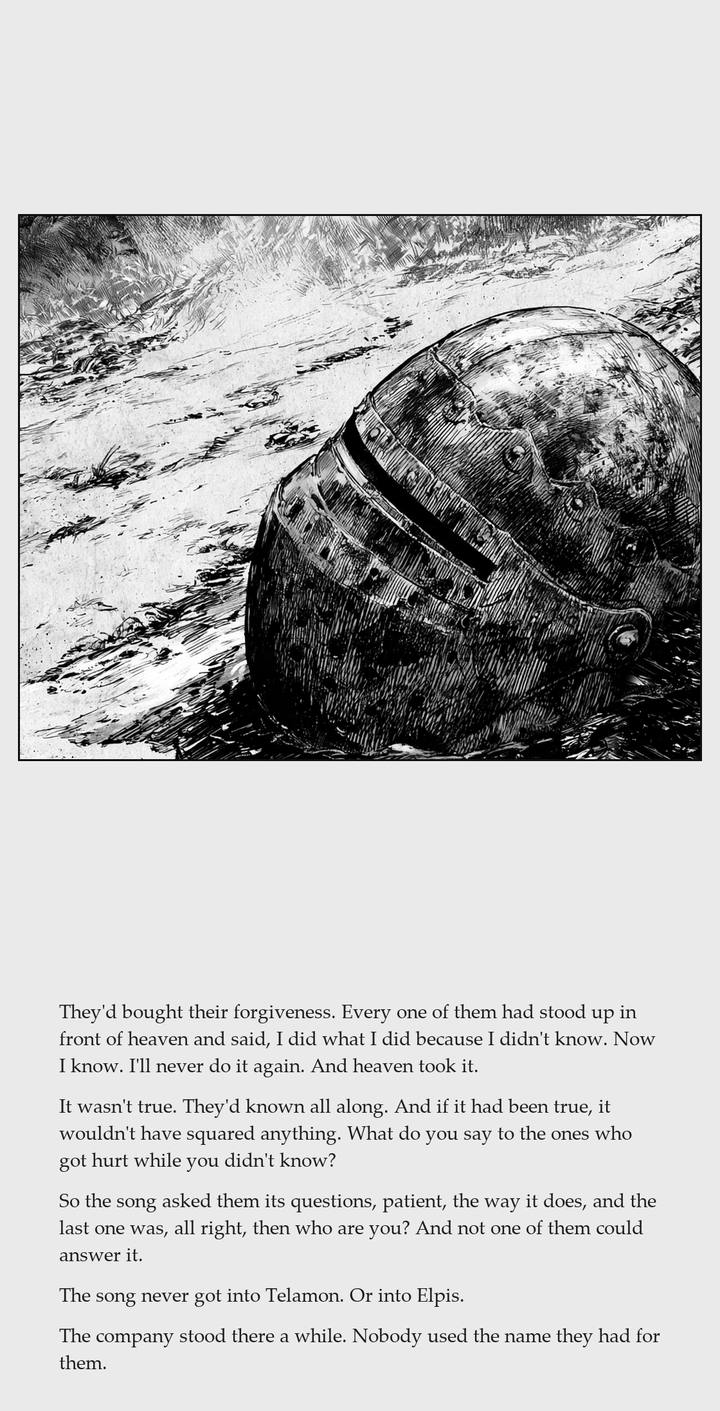 They'd bought their forgiveness. Every one of them had stood up in
front of heaven and said, I did what I did because I didn't know. Now
I know. I'll never do it again. And heaven took it.
It wasn't true. They'd known all along. And if it had been true, it
wouldn't have squared anything. What do you say to the ones who
got hurt while you didn't know?
So the song asked them its questions, patient, the way it does, and the
last one was, all right, then who are you? And not one of them could
answer it.
The song never got into Telamon. Or into Elpis.
The company stood there a while. Nobody used the name they had for
them.